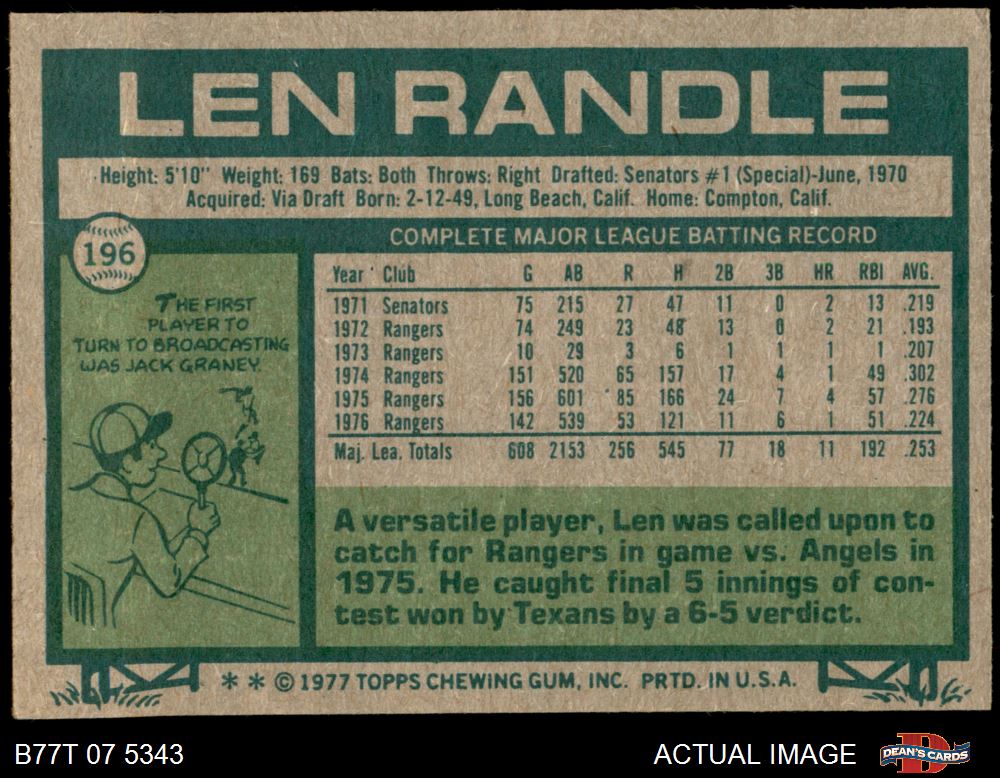 LEN RANDLE
Height: 5'10" Weight: 169 Bats: Both Throws: Right Drafted: Senators #1 (Special)-June, 1970
Acquired: Via Draft Born: 2-12-49, Long Beach, Calif. Home: Compton, Calif.
196
THE FIRST
PLAYER TO
TURN TO BROADCASTING
WAS JACK GRANEY.
COMPLETE MAJOR LEAGUE BATTING RECORD
Year Club G AB R H 2B 3B HR RBI AVG.
1971 Senators 75 215 27 47 11 0 2 13 .219
1972 Rangers 74 249 23 48 13 0 2 21 .193
1973 Rangers 10 29 3 6 1 1 1 1 .207
1974 Rangers 151 520 65 157 17 4 1 49 .302
1975 Rangers 156 601 85 166 24 7 4 57 .276
1976 Rangers 142 539 53 121 11 6 1 51 .224
Maj. Lea. Totals 608 2153 256 545 77 18 11 192 .253
A versatile player, Len was called upon to
catch for Rangers in game vs. Angels in
1975. He caught final 5 innings of con-
test won by Texans by a 6-5 verdict.
* * © 1977 TOPPS CHEWING GUM, INC. PRTD. IN U.S.A.
B77T 07 5343 ACTUAL IMAGE D DEAN'S CARDS